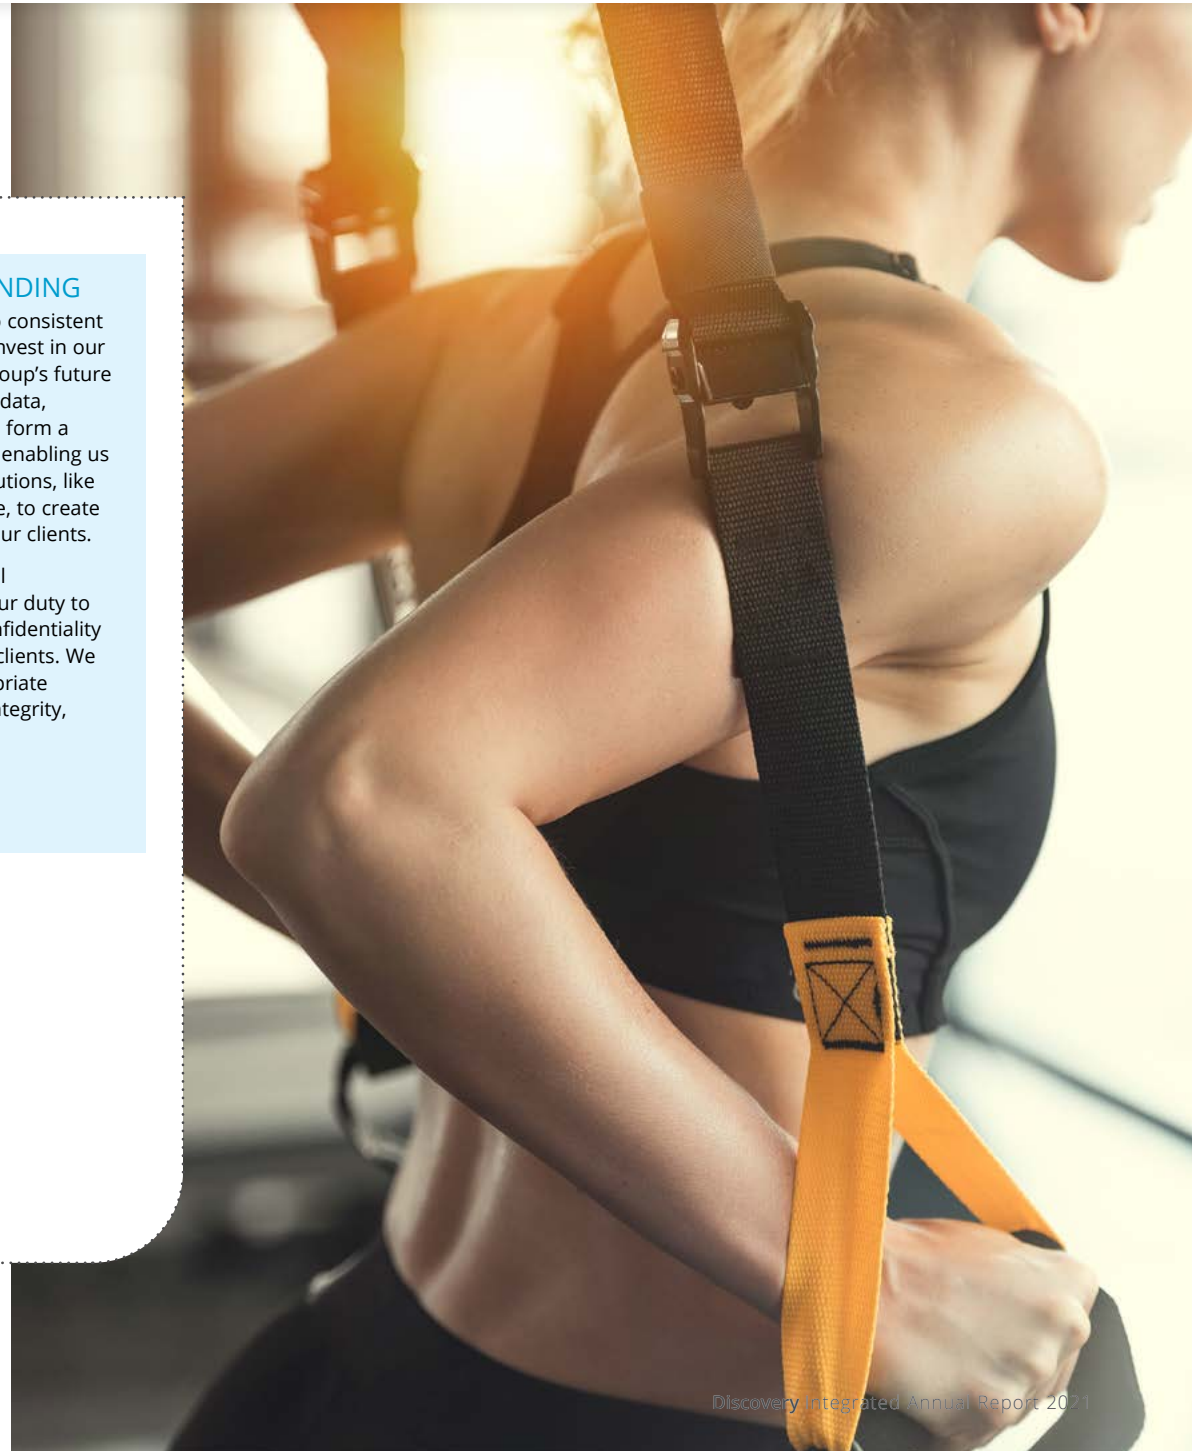 NDING
consistent
nvest in our
oup’s future
data,
form a
enabling us
utions, like
e, to create
ur clients.
l
ur duty to
nfidentiality
clients. We
priate
ntegrity,
Discovery Integrated Annual Report 2021